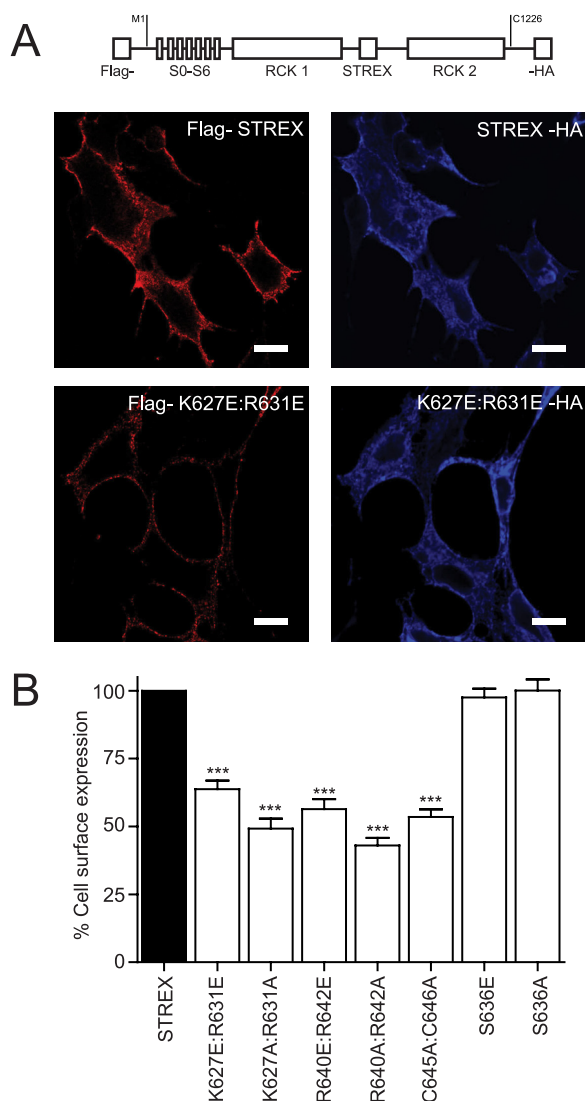 A
M1
C1226
Flag-
S0-S6
RCK 1
STREX
RCK 2
-HA
Flag- STREX
STREX -HA
Flag- K627E:R631E
K627E:R631E -HA
B
% Cell surface expression
100
75
50
25
0
***
***
***
***
***
STREX
K627E:R631E
K627A:R631A
R640E:R642E
R640A:R642A
C645A:C646A
S636E
S636A